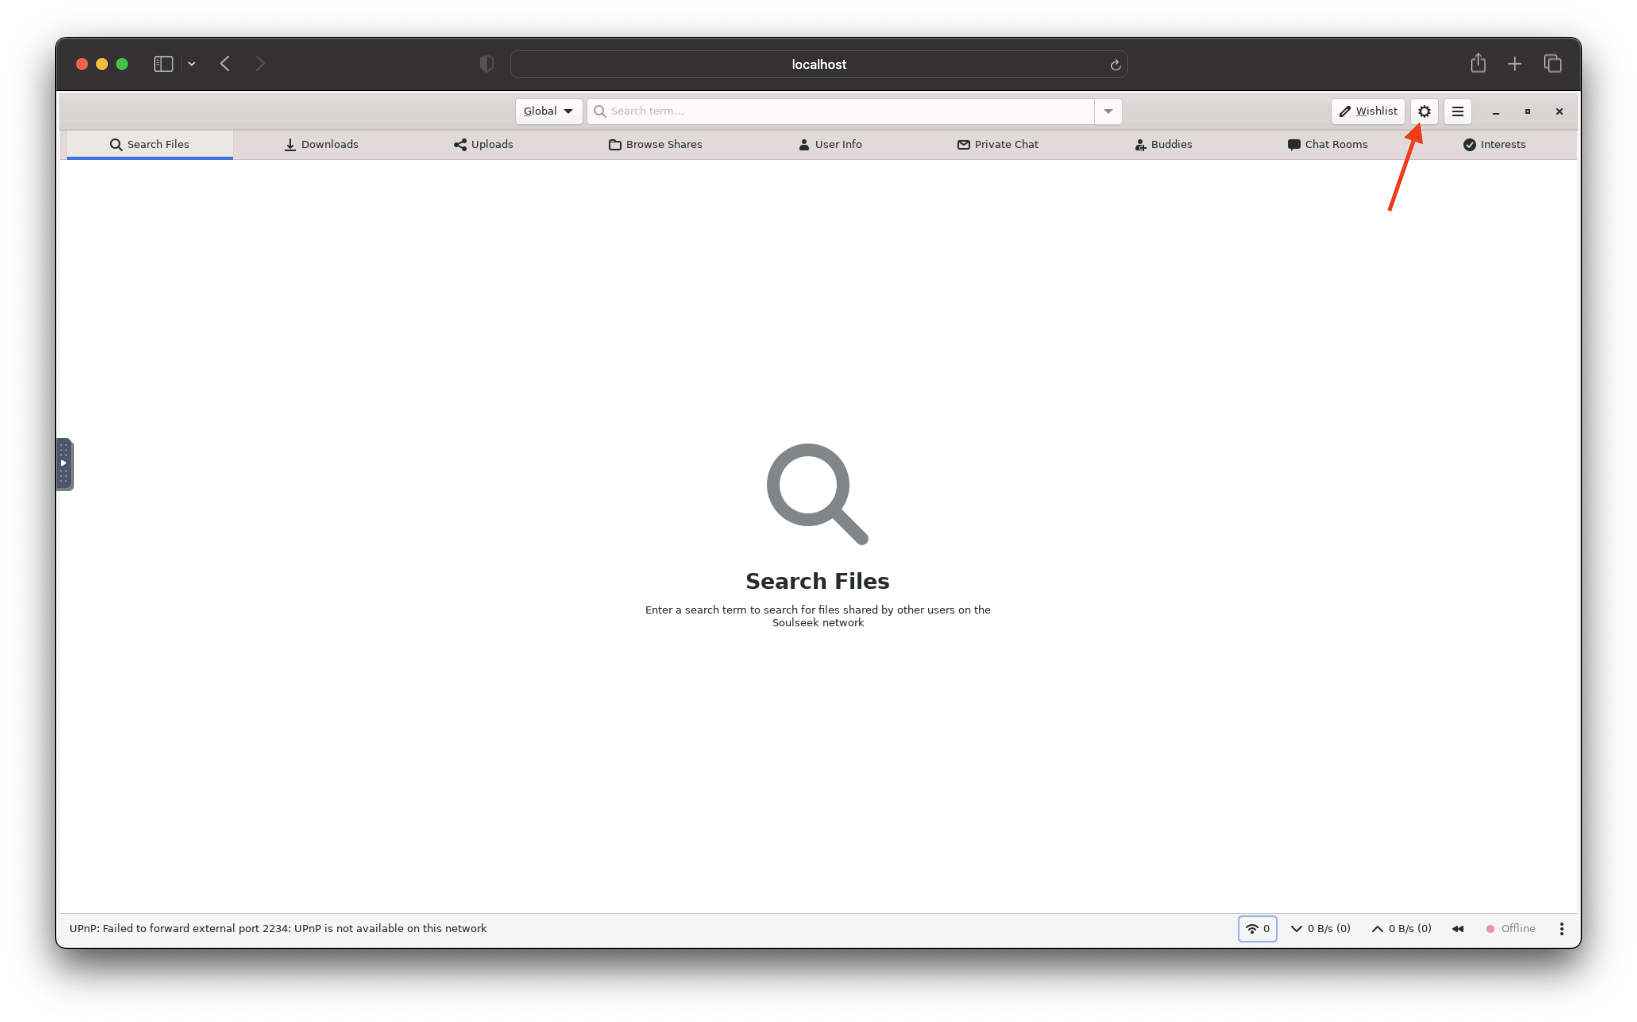 localhost
Global
Search term...
Wishlist
Search Files
Downloads
Uploads
Browse Shares
User Info
Private Chat
Buddies
Chat Rooms
Interests
Search Files
Enter a search term to search for files shared by other users on the
Soulseek network
UPnP: Failed to forward external port 2234: UPnP is not available on this network
0
0 B/s (0)
0 B/s (0)
Offline